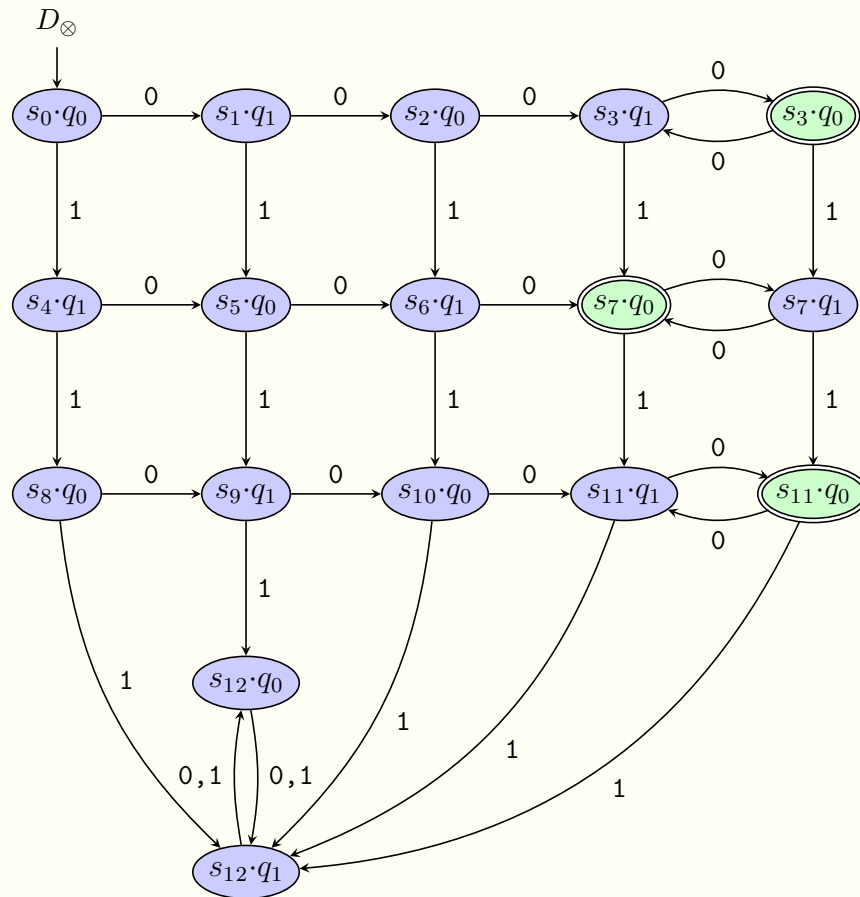 D⊗
0 0 0 0
s₀·q₀ s₁·q₁ s₂·q₀ s₃·q₁ s₃·q₀
0
1 1 1 1 1
0 0 0 0
s₄·q₁ s₅·q₀ s₆·q₁ s₇·q₀ s₇·q₁
0
1 1 1 1 1
0 0 0 0
s₈·q₀ s₉·q₁ s₁₀·q₀ s₁₁·q₁ s₁₁·q₀
0
1
1 s₁₂·q₀
1
1
0,1 0,1
1
s₁₂·q₁